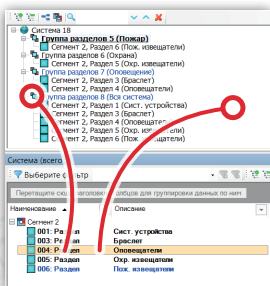 Система 18
Группа разделов 5 (Пожар)
Сегмент 2, Раздел 6 (Пож. извещатели)
Группа разделов 6 (Охрана)
Сегмент 2, Раздел 5 (Охр. извещатели)
Группа разделов 7 (Оповещение)
Сегмент 2, Раздел 3 (Браслет)
Сегмент 2, Раздел 4 (Оповещатели)
руппа разделов 8 (Вся система)
Сегмент 2, Раздел 1 (Сист. устройства)
Сегмент 2, Раздел 3 (Браслет)
Сегмент 2, Раздел 4 (Оповещатели)
Сегмент 2, Раздел 5 (Охр. извещатели)
Сегмент 2, Раздел 6 (Пож. извещатели)
Система (всего
Выберите фильтр
Перетащите сюда заголовки столбцов для группировки данных по ним
Наименование Описание
Сегмент 2
001: Раздел Сист. устройства
003: Раздел Браслет
004: Раздел Оповещатели
005: Раздел Охр. извещатели
006: Раздел Пож. извещатели